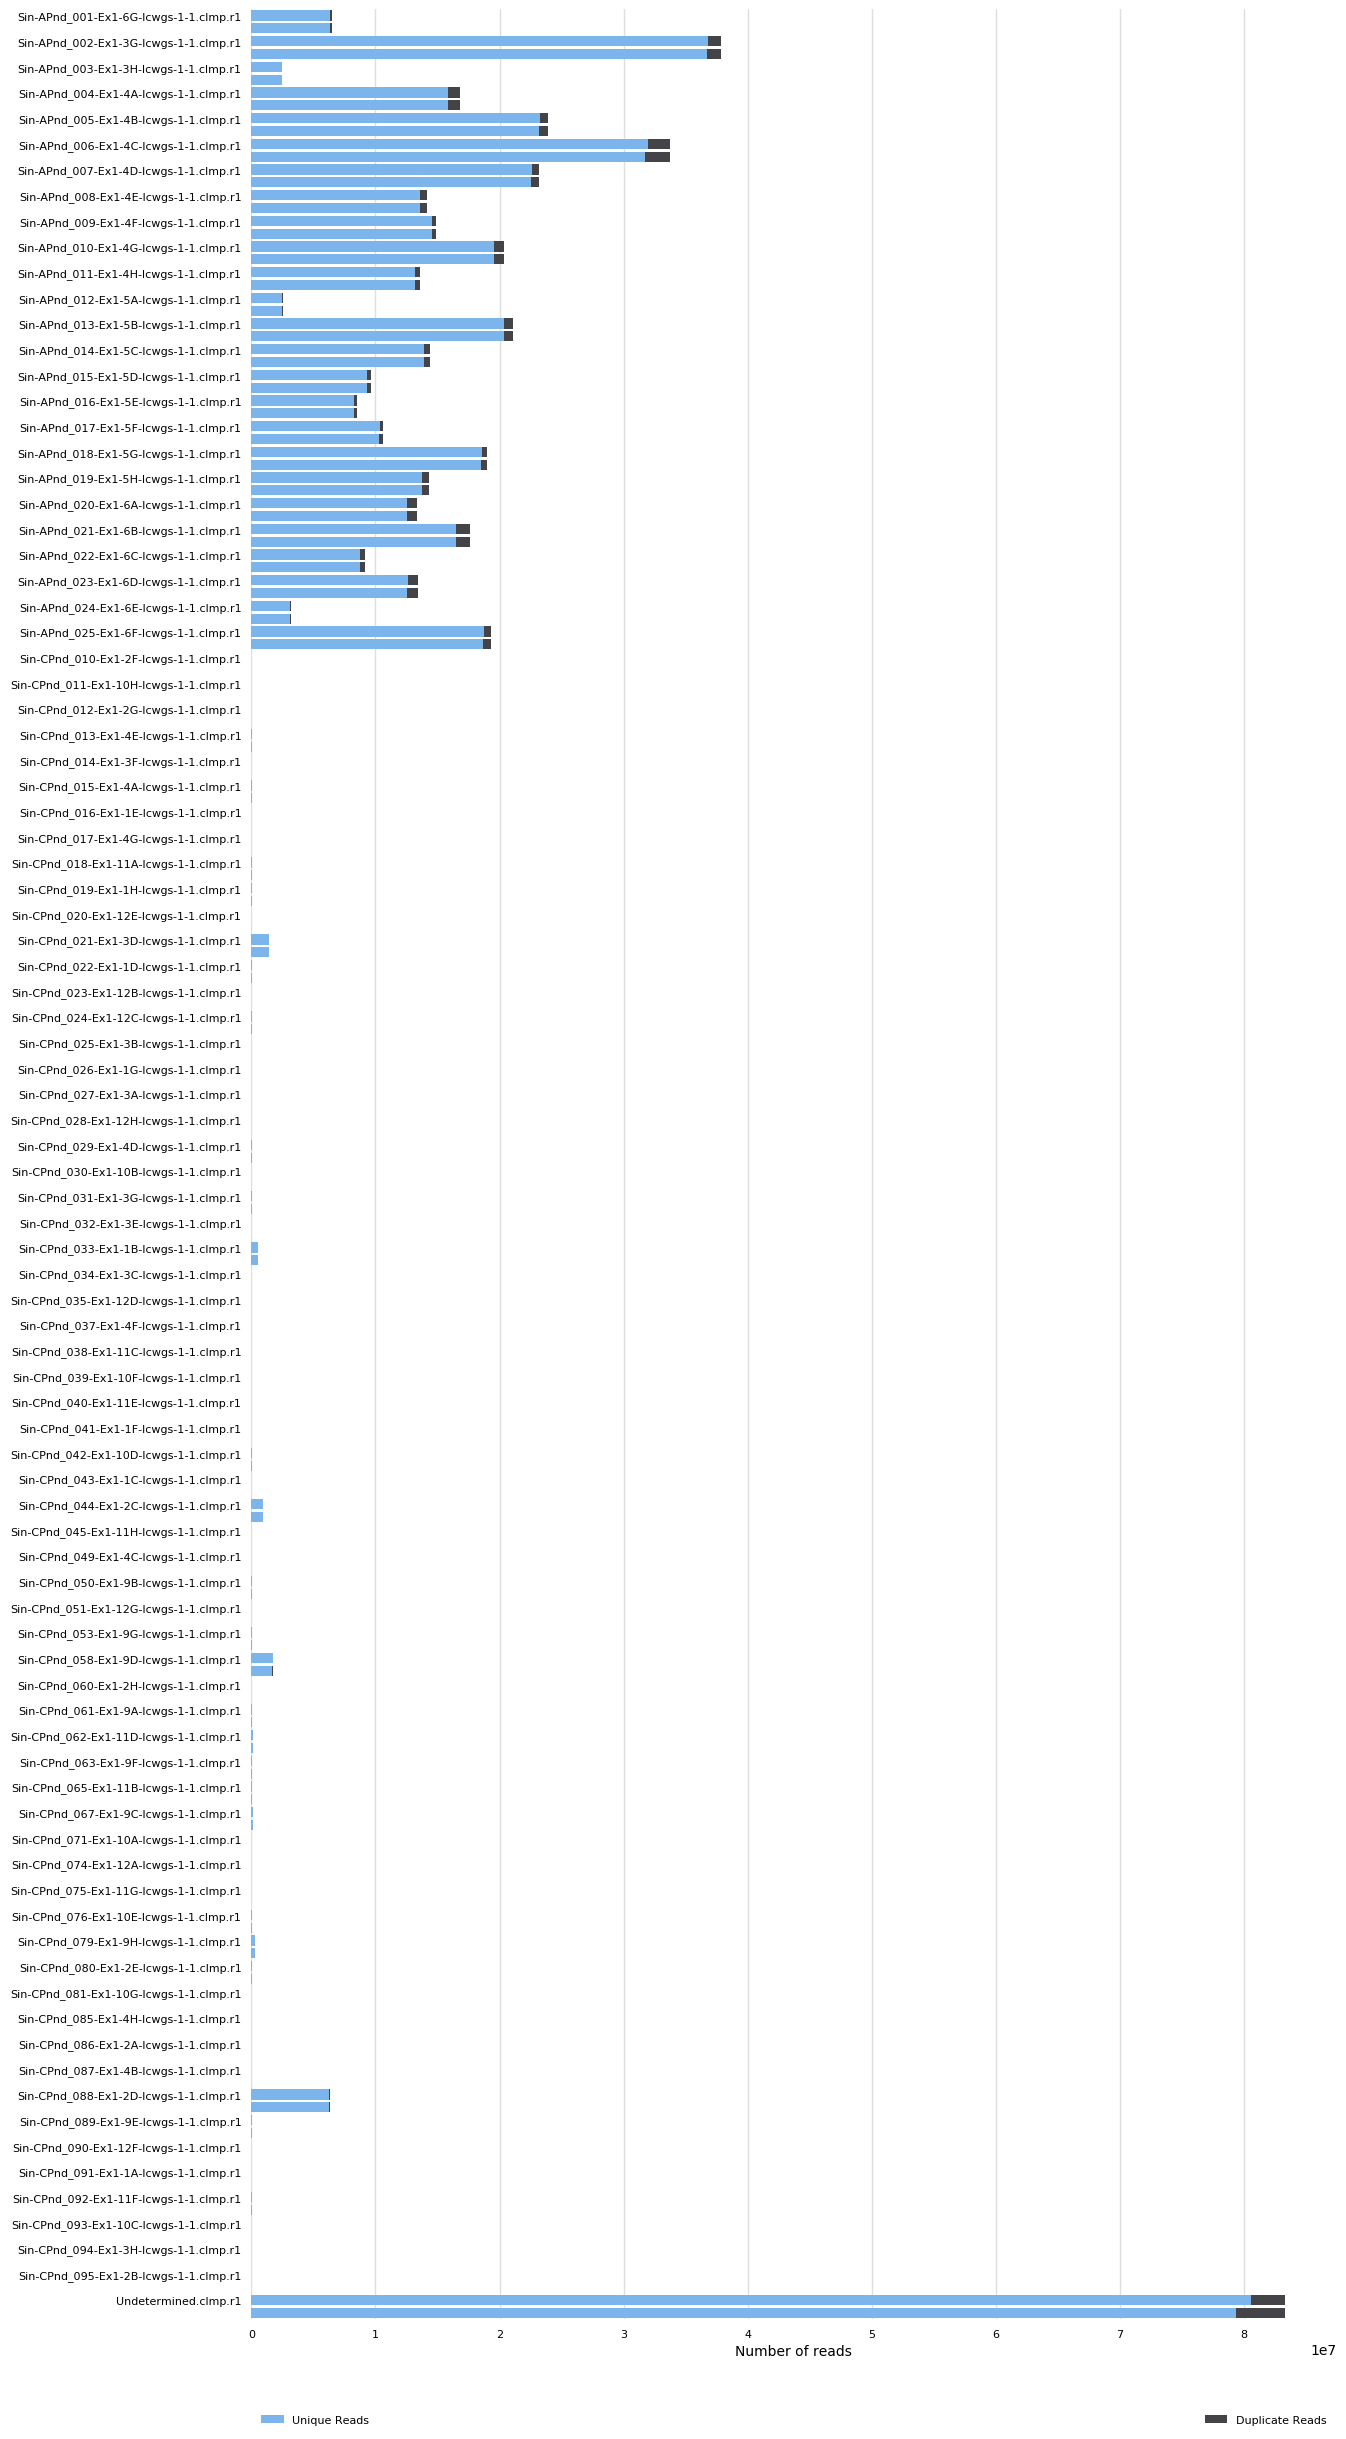 Sin-APnd_001-Ex1-6G-lcwgs-1-1.clmp.r1
Sin-APnd_002-Ex1-3G-lcwgs-1-1.clmp.r1
Sin-APnd_003-Ex1-3H-lcwgs-1-1.clmp.r1
Sin-APnd_004-Ex1-4A-lcwgs-1-1.clmp.r1
Sin-APnd_005-Ex1-4B-lcwgs-1-1.clmp.r1
Sin-APnd_006-Ex1-4C-lcwgs-1-1.clmp.r1
Sin-APnd_007-Ex1-4D-lcwgs-1-1.clmp.r1
Sin-APnd_008-Ex1-4E-lcwgs-1-1.clmp.r1
Sin-APnd_009-Ex1-4F-lcwgs-1-1.clmp.r1
Sin-APnd_010-Ex1-4G-lcwgs-1-1.clmp.r1
Sin-APnd_011-Ex1-4H-lcwgs-1-1.clmp.r1
Sin-APnd_012-Ex1-5A-lcwgs-1-1.clmp.r1
Sin-APnd_013-Ex1-5B-lcwgs-1-1.clmp.r1
Sin-APnd_014-Ex1-5C-lcwgs-1-1.clmp.r1
Sin-APnd_015-Ex1-5D-lcwgs-1-1.clmp.r1
Sin-APnd_016-Ex1-5E-lcwgs-1-1.clmp.r1
Sin-APnd_017-Ex1-5F-lcwgs-1-1.clmp.r1
Sin-APnd_018-Ex1-5G-lcwgs-1-1.clmp.r1
Sin-APnd_019-Ex1-5H-lcwgs-1-1.clmp.r1
Sin-APnd_020-Ex1-6A-lcwgs-1-1.clmp.r1
Sin-APnd_021-Ex1-6B-lcwgs-1-1.clmp.r1
Sin-APnd_022-Ex1-6C-lcwgs-1-1.clmp.r1
Sin-APnd_023-Ex1-6D-lcwgs-1-1.clmp.r1
Sin-APnd_024-Ex1-6E-lcwgs-1-1.clmp.r1
Sin-APnd_025-Ex1-6F-lcwgs-1-1.clmp.r1
Sin-CPnd_010-Ex1-2F-lcwgs-1-1.clmp.r1
Sin-CPnd_011-Ex1-10H-lcwgs-1-1.clmp.r1
Sin-CPnd_012-Ex1-2G-lcwgs-1-1.clmp.r1
Sin-CPnd_013-Ex1-4E-lcwgs-1-1.clmp.r1
Sin-CPnd_014-Ex1-3F-lcwgs-1-1.clmp.r1
Sin-CPnd_015-Ex1-4A-lcwgs-1-1.clmp.r1
Sin-CPnd_016-Ex1-1E-lcwgs-1-1.clmp.r1
Sin-CPnd_017-Ex1-4G-lcwgs-1-1.clmp.r1
Sin-CPnd_018-Ex1-11A-lcwgs-1-1.clmp.r1
Sin-CPnd_019-Ex1-1H-lcwgs-1-1.clmp.r1
Sin-CPnd_020-Ex1-12E-lcwgs-1-1.clmp.r1
Sin-CPnd_021-Ex1-3D-lcwgs-1-1.clmp.r1
Sin-CPnd_022-Ex1-1D-lcwgs-1-1.clmp.r1
Sin-CPnd_023-Ex1-12B-lcwgs-1-1.clmp.r1
Sin-CPnd_024-Ex1-12C-lcwgs-1-1.clmp.r1
Sin-CPnd_025-Ex1-3B-lcwgs-1-1.clmp.r1
Sin-CPnd_026-Ex1-1G-lcwgs-1-1.clmp.r1
Sin-CPnd_027-Ex1-3A-lcwgs-1-1.clmp.r1
Sin-CPnd_028-Ex1-12H-lcwgs-1-1.clmp.r1
Sin-CPnd_029-Ex1-4D-lcwgs-1-1.clmp.r1
Sin-CPnd_030-Ex1-10B-lcwgs-1-1.clmp.r1
Sin-CPnd_031-Ex1-3G-lcwgs-1-1.clmp.r1
Sin-CPnd_032-Ex1-3E-lcwgs-1-1.clmp.r1
Sin-CPnd_033-Ex1-1B-lcwgs-1-1.clmp.r1
Sin-CPnd_034-Ex1-3C-lcwgs-1-1.clmp.r1
Sin-CPnd_035-Ex1-12D-lcwgs-1-1.clmp.r1
Sin-CPnd_037-Ex1-4F-lcwgs-1-1.clmp.r1
Sin-CPnd_038-Ex1-11C-lcwgs-1-1.clmp.r1
Sin-CPnd_039-Ex1-10F-lcwgs-1-1.clmp.r1
Sin-CPnd_040-Ex1-11E-lcwgs-1-1.clmp.r1
Sin-CPnd_041-Ex1-1F-lcwgs-1-1.clmp.r1
Sin-CPnd_042-Ex1-10D-lcwgs-1-1.clmp.r1
Sin-CPnd_043-Ex1-1C-lcwgs-1-1.clmp.r1
Sin-CPnd_044-Ex1-2C-lcwgs-1-1.clmp.r1
Sin-CPnd_045-Ex1-11H-lcwgs-1-1.clmp.r1
Sin-CPnd_049-Ex1-4C-lcwgs-1-1.clmp.r1
Sin-CPnd_050-Ex1-9B-lcwgs-1-1.clmp.r1
Sin-CPnd_051-Ex1-12G-lcwgs-1-1.clmp.r1
Sin-CPnd_053-Ex1-9G-lcwgs-1-1.clmp.r1
Sin-CPnd_058-Ex1-9D-lcwgs-1-1.clmp.r1
Sin-CPnd_060-Ex1-2H-lcwgs-1-1.clmp.r1
Sin-CPnd_061-Ex1-9A-lcwgs-1-1.clmp.r1
Sin-CPnd_062-Ex1-11D-lcwgs-1-1.clmp.r1
Sin-CPnd_063-Ex1-9F-lcwgs-1-1.clmp.r1
Sin-CPnd_065-Ex1-11B-lcwgs-1-1.clmp.r1
Sin-CPnd_067-Ex1-9C-lcwgs-1-1.clmp.r1
Sin-CPnd_071-Ex1-10A-lcwgs-1-1.clmp.r1
Sin-CPnd_074-Ex1-12A-lcwgs-1-1.clmp.r1
Sin-CPnd_075-Ex1-11G-lcwgs-1-1.clmp.r1
Sin-CPnd_076-Ex1-10E-lcwgs-1-1.clmp.r1
Sin-CPnd_079-Ex1-9H-lcwgs-1-1.clmp.r1
Sin-CPnd_080-Ex1-2E-lcwgs-1-1.clmp.r1
Sin-CPnd_081-Ex1-10G-lcwgs-1-1.clmp.r1
Sin-CPnd_085-Ex1-4H-lcwgs-1-1.clmp.r1
Sin-CPnd_086-Ex1-2A-lcwgs-1-1.clmp.r1
Sin-CPnd_087-Ex1-4B-lcwgs-1-1.clmp.r1
Sin-CPnd_088-Ex1-2D-lcwgs-1-1.clmp.r1
Sin-CPnd_089-Ex1-9E-lcwgs-1-1.clmp.r1
Sin-CPnd_090-Ex1-12F-lcwgs-1-1.clmp.r1
Sin-CPnd_091-Ex1-1A-lcwgs-1-1.clmp.r1
Sin-CPnd_092-Ex1-11F-lcwgs-1-1.clmp.r1
Sin-CPnd_093-Ex1-10C-lcwgs-1-1.clmp.r1
Sin-CPnd_094-Ex1-3H-lcwgs-1-1.clmp.r1
Sin-CPnd_095-Ex1-2B-lcwgs-1-1.clmp.r1
Undetermined.clmp.r1
0 1 2 3 4 5 6 7 8
Number of reads 1e7
Unique Reads Duplicate Reads